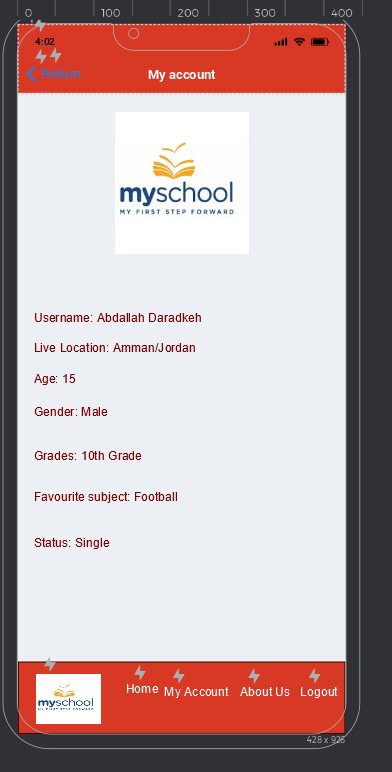 0 100 200 300 400
4:02
Return My account
myschool
MY FIRST STEP FORWARD
Username: Abdallah Daradkeh
Live Location: Amman/Jordan
Age: 15
Gender: Male
Grades: 10th Grade
Favourite subject: Football
Status: Single
myschool
MY FIRST STEP FORWARD
Home My Account About Us Logout
428 x 926